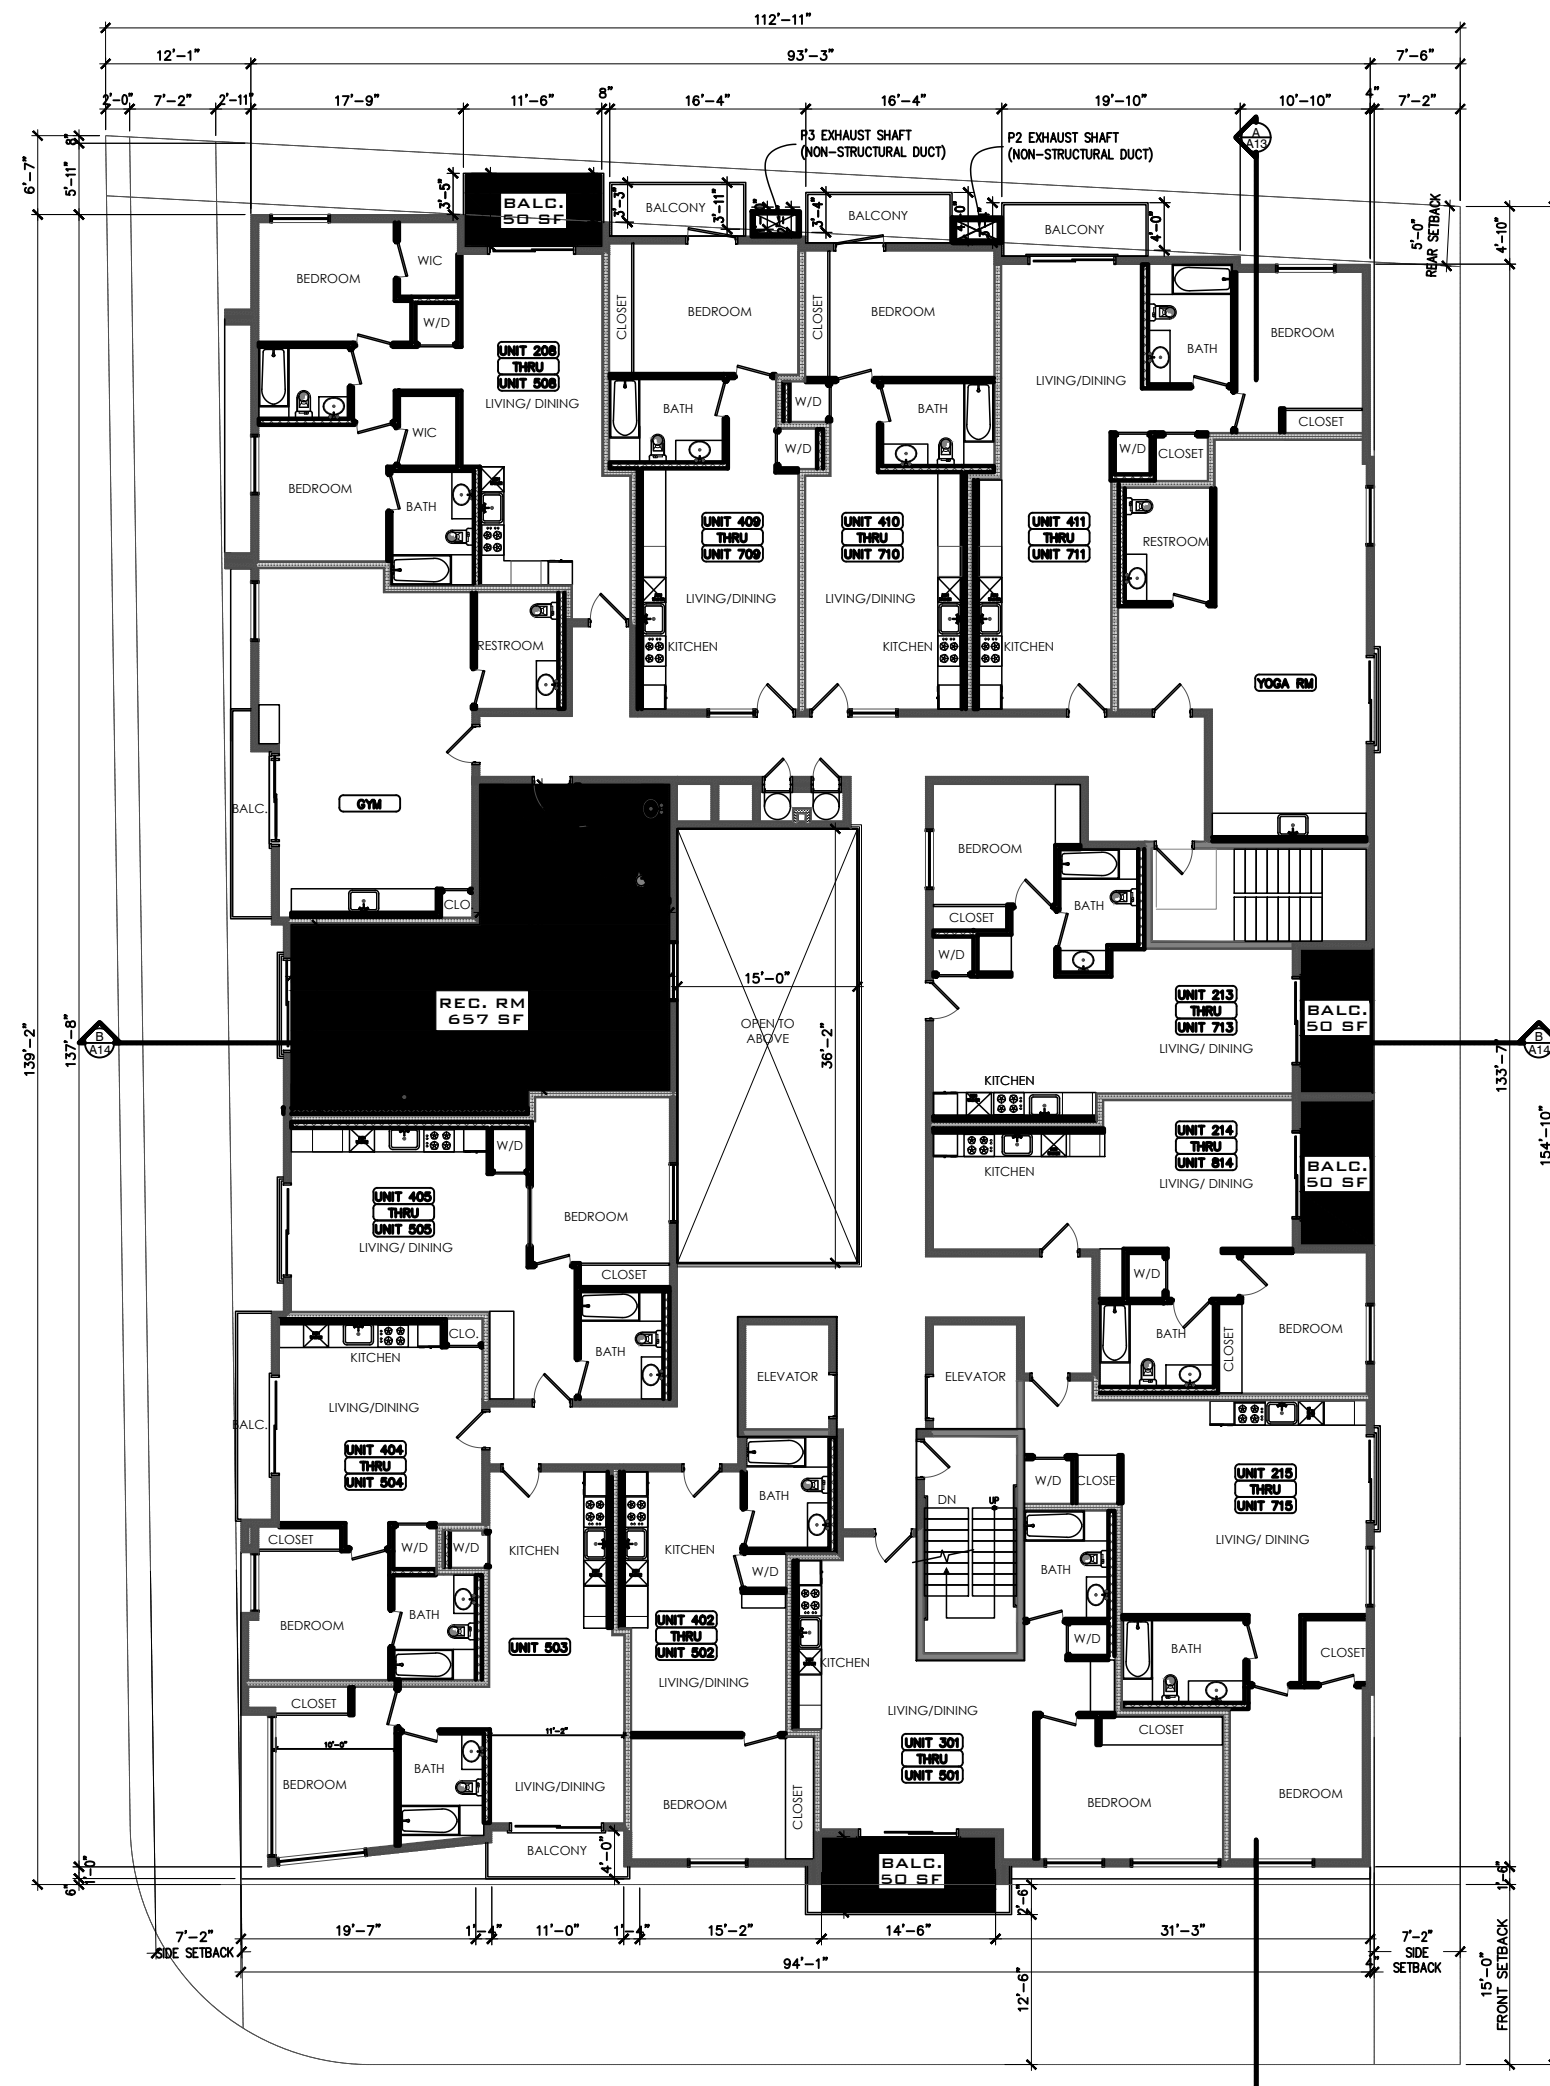 112'-11"
12'-1"
93'-3"
7'-6"
2'-0"
7'-2"
2'-11"
17'-9"
11'-6"
8"
16'-4"
16'-4"
19'-10"
10'-10"
4"
7'-2"
P3 EXHAUST SHAFT
(NON-STRUCTURAL DUCT)
P2 EXHAUST SHAFT
(NON-STRUCTURAL DUCT)
A
A13
8"
6'-7"
5'-11"
3'-5"
BALC.
50 SF
3'-3"
BALCONY
3'-11"
3'-4"
BALCONY
BALCONY
4'-0"
5'-0"
REAR SETBACK
4'-10"
BEDROOM
WIC
W/D
CLOSET
BEDROOM
CLOSET
BEDROOM
BATH
BEDROOM
UNIT 208
THRU
UNIT 508
LIVING/ DINING
LIVING/DINING
W/D
BATH
BATH
CLOSET
WIC
W/D
W/D
CLOSET
BEDROOM
BATH
UNIT 409
THRU
UNIT 709
UNIT 410
THRU
UNIT 710
UNIT 411
THRU
UNIT 711
RESTROOM
LIVING/DINING
LIVING/DINING
RESTROOM
KITCHEN
KITCHEN
KITCHEN
YOGA RM
GYM
BALC.
CLO.
BEDROOM
CLOSET
BATH
W/D
15'-0"
REC. RM
657 SF
OPEN TO
ABOVE
36'-2"
UNIT 213
THRU
UNIT 713
LIVING/ DINING
BALC.
50 SF
B
A14
B
A14
139'-2"
137'-8"
133'-7"
154'-10"
KITCHEN
W/D
KITCHEN
UNIT 214
THRU
UNIT 814
LIVING/ DINING
BALC.
50 SF
UNIT 405
THRU
UNIT 505
LIVING/ DINING
BEDROOM
CLOSET
W/D
CLO.
KITCHEN
BATH
BATH
CLOSET
BEDROOM
ELEVATOR
ELEVATOR
BALC.
LIVING/DINING
UNIT 404
THRU
UNIT 504
W/D
CLOSET
UNIT 215
THRU
UNIT 715
LIVING/ DINING
BATH
DN
UP
CLOSET
W/D
W/D
KITCHEN
KITCHEN
W/D
BATH
BEDROOM
BATH
UNIT 503
UNIT 402
THRU
UNIT 502
KITCHEN
W/D
BATH
CLOSET
LIVING/DINING
CLOSET
LIVING/DINING
CLOSET
11'-2"
10'-0"
UNIT 301
THRU
UNIT 501
BATH
BEDROOM
LIVING/DINING
BEDROOM
CLOSET
BEDROOM
BEDROOM
BALCONY
4'-0"
BALC.
50 SF
1'-0"
6"
2'-6"
1'-6"
7'-2"
SIDE SETBACK
19'-7"
1'-4"
11'-0"
1'-4"
15'-2"
14'-6"
31'-3"
7'-2"
SIDE
SETBACK
94'-1"
4"
12'-6"
15'-0"
FRONT SETBACK